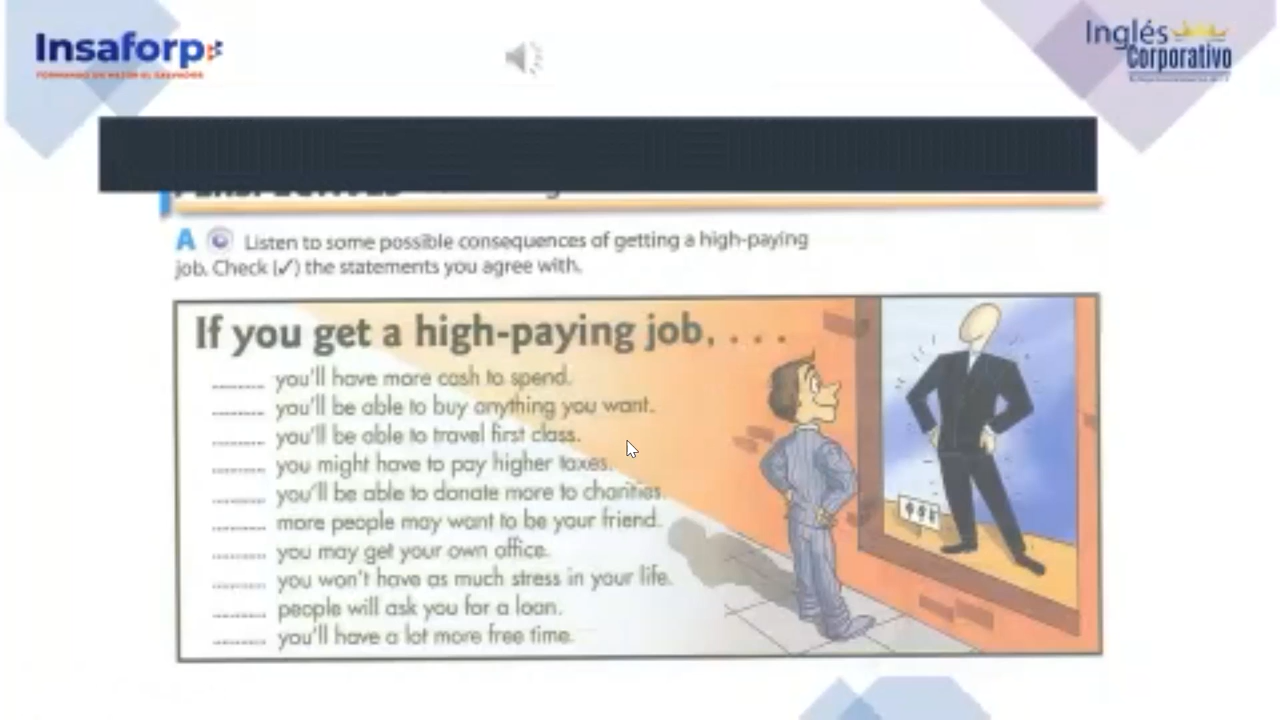 Insaforp
FORMANDO UN MEJOR EL SALVADOR
Inglés
Corporativo
A Listen to some possible consequences of getting a high-paying
job. Check (✓) the statements you agree with.
If you get a high-paying job, . . . .
........ you'll have more cash to spend.
........ you'll be able to buy anything you want.
........ you'll be able to travel first class.
........ you might have to pay higher taxes.
........ you'll be able to donate more to charities.
........ more people may want to be your friend.
........ you may get your own office.
........ you won't have as much stress in your life.
........ people will ask you for a loan.
........ you'll have a lot more free time.